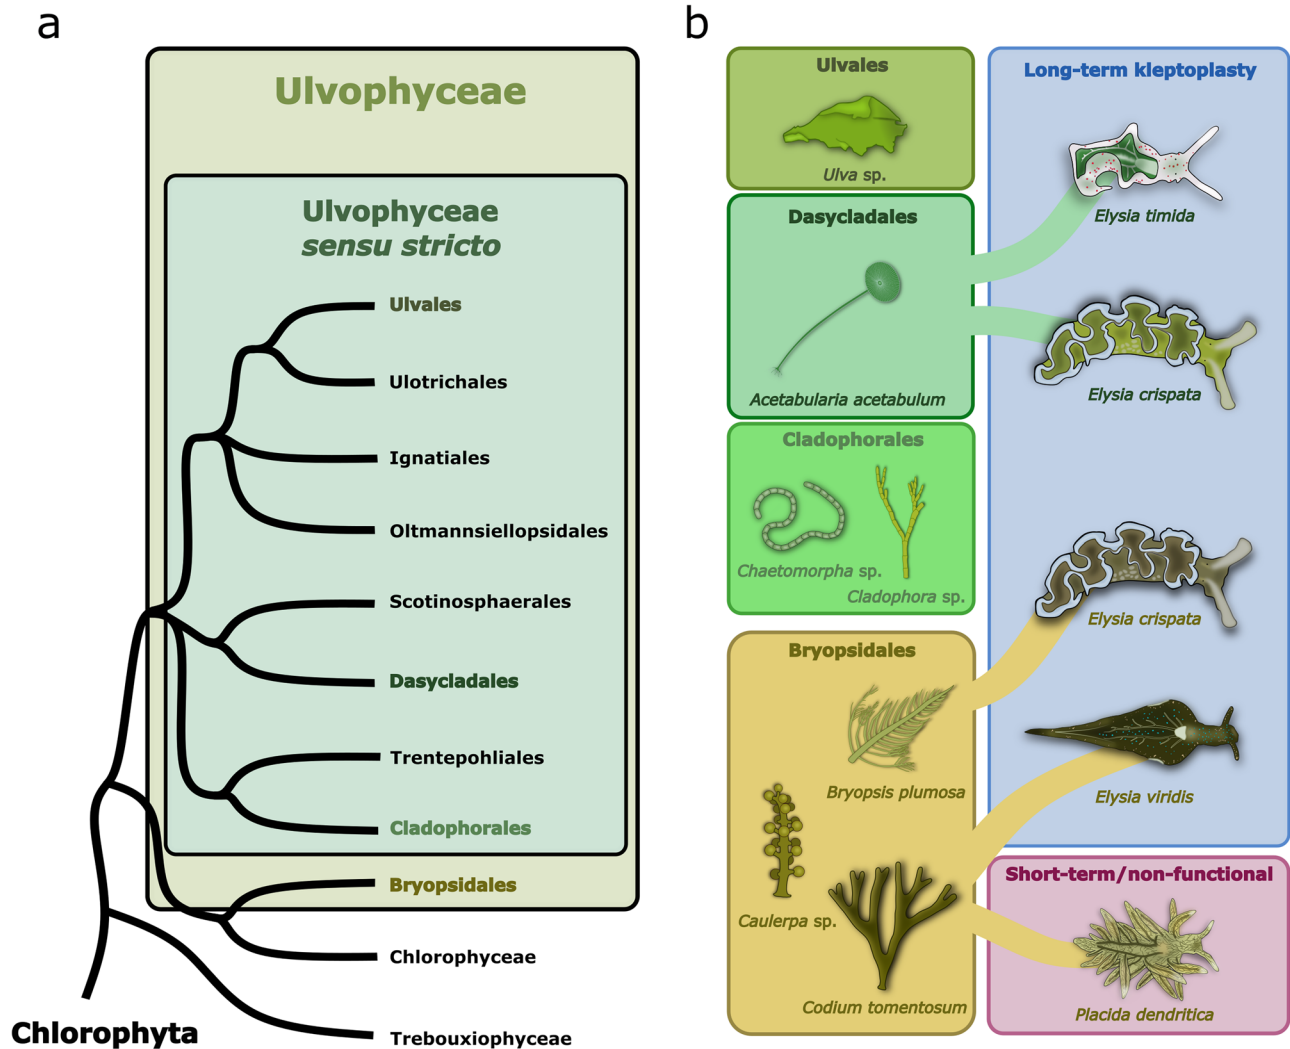 a
Ulvophyceae
Ulvophyceae
sensu stricto
Ulvales
Ulotrichales
Ignatiales
Oltmannsiellopsidales
Scotinosphaerales
Dasycladales
Trentepohliales
Cladophorales
Bryopsidales
Chlorophyceae
Trebouxiophyceae
Chlorophyta
b
Ulvales
Ulva sp.
Dasycladales
Acetabularia acetabulum
Cladophorales
Chaetomorpha sp.
Cladophora sp.
Bryopsidales
Bryopsis plumosa
Caulerpa sp.
Codium tomentosum
Long-term kleptoplasty
Elysia timida
Elysia crispata
Elysia crispata
Elysia viridis
Short-term/non-functional
Placida dendritica